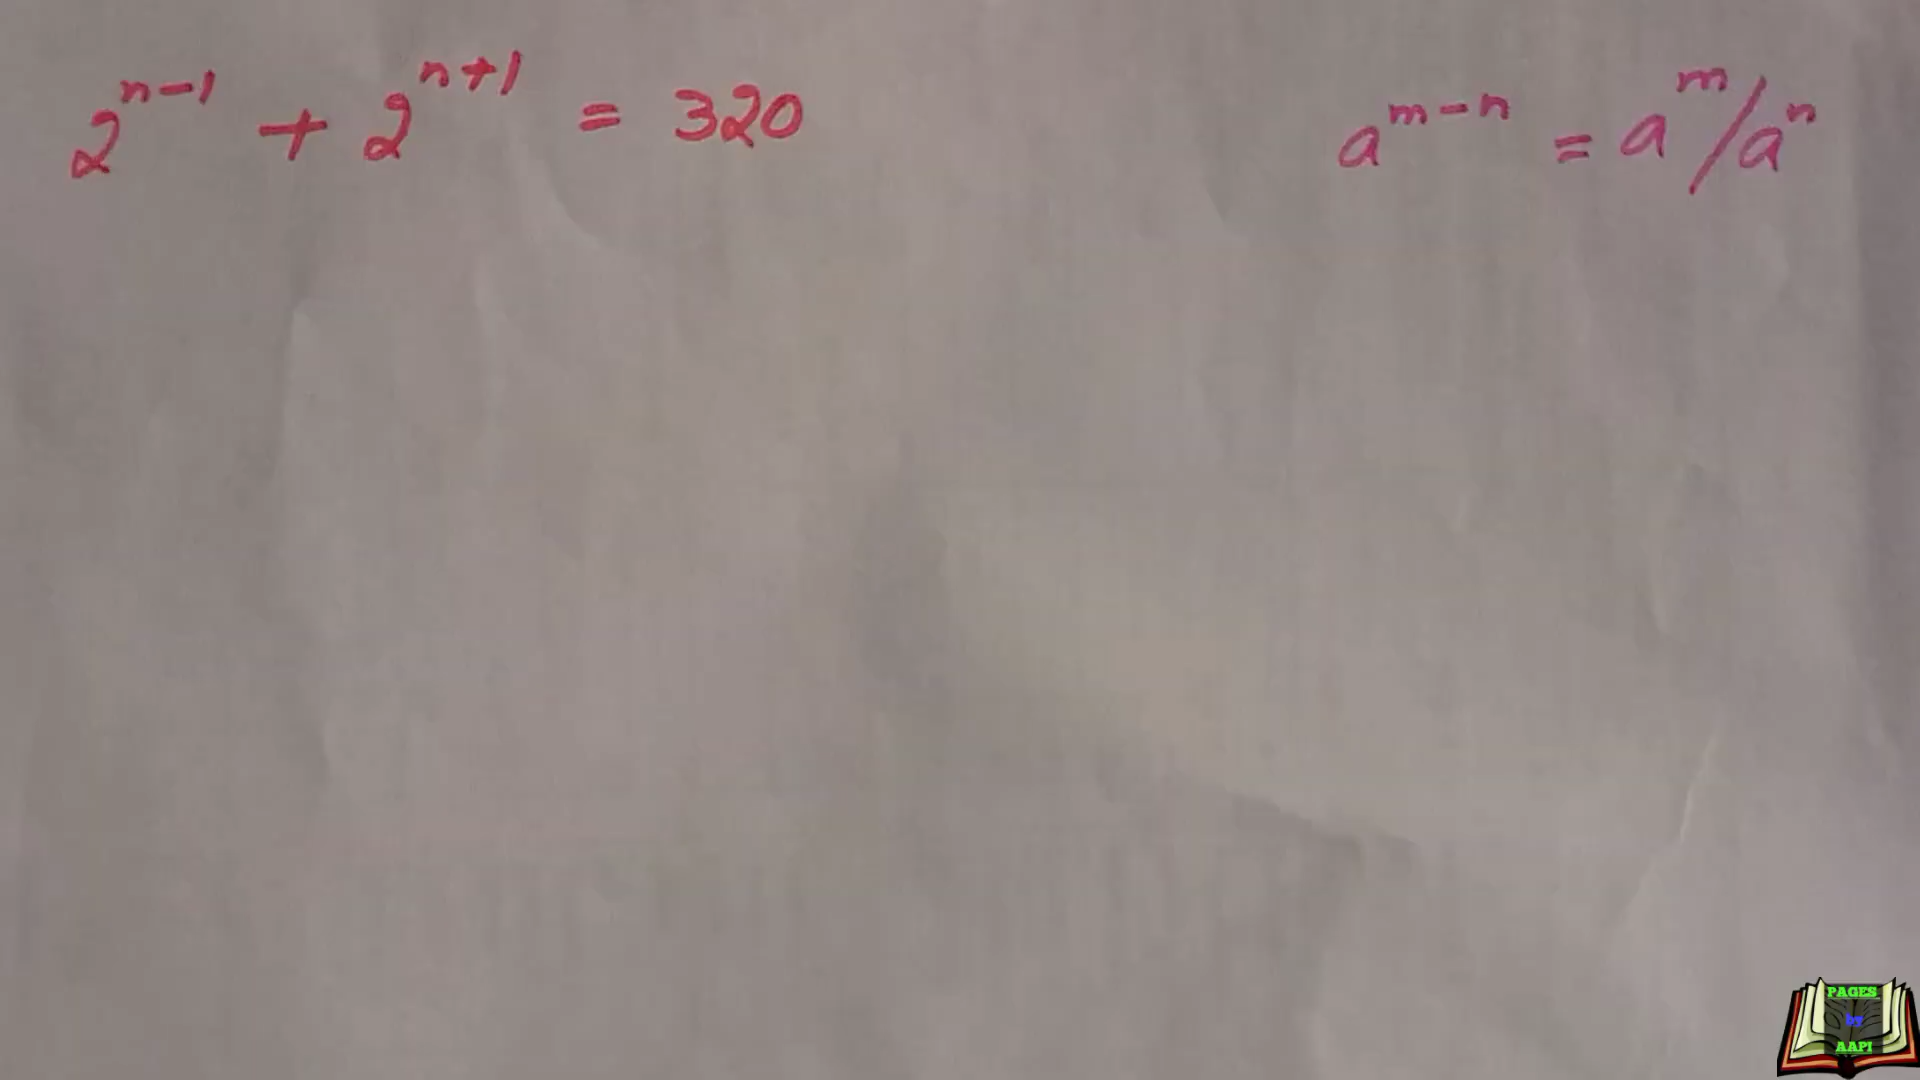 2^{n-1} + 2^{n+1} = 320
a^{m-n} = a^m/a^n
PAGES
by
AAPI